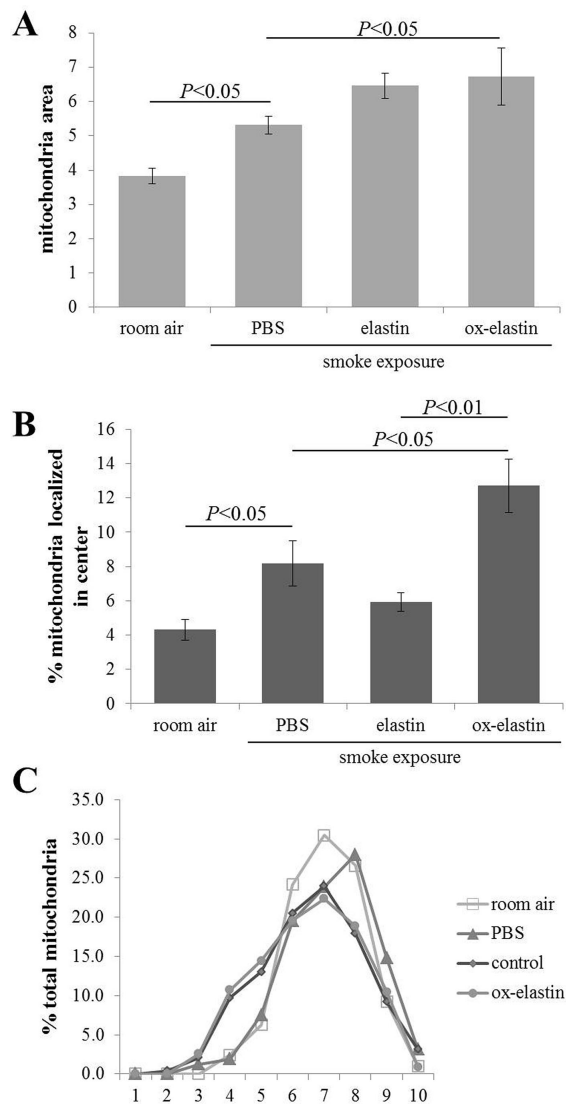 A
P<0.05
P<0.05
mitochondria area
8
7
6
5
4
3
2
1
0
room air PBS elastin ox-elastin
smoke exposure
B
P<0.01
P<0.05
P<0.05
% mitochondria localized
in center
16
14
12
10
8
6
4
2
0
room air PBS elastin ox-elastin
smoke exposure
C
% total mitochondria
35.0
30.0
25.0
20.0
15.0
10.0
5.0
0.0
1 2 3 4 5 6 7 8 9 10
room air
PBS
control
ox-elastin